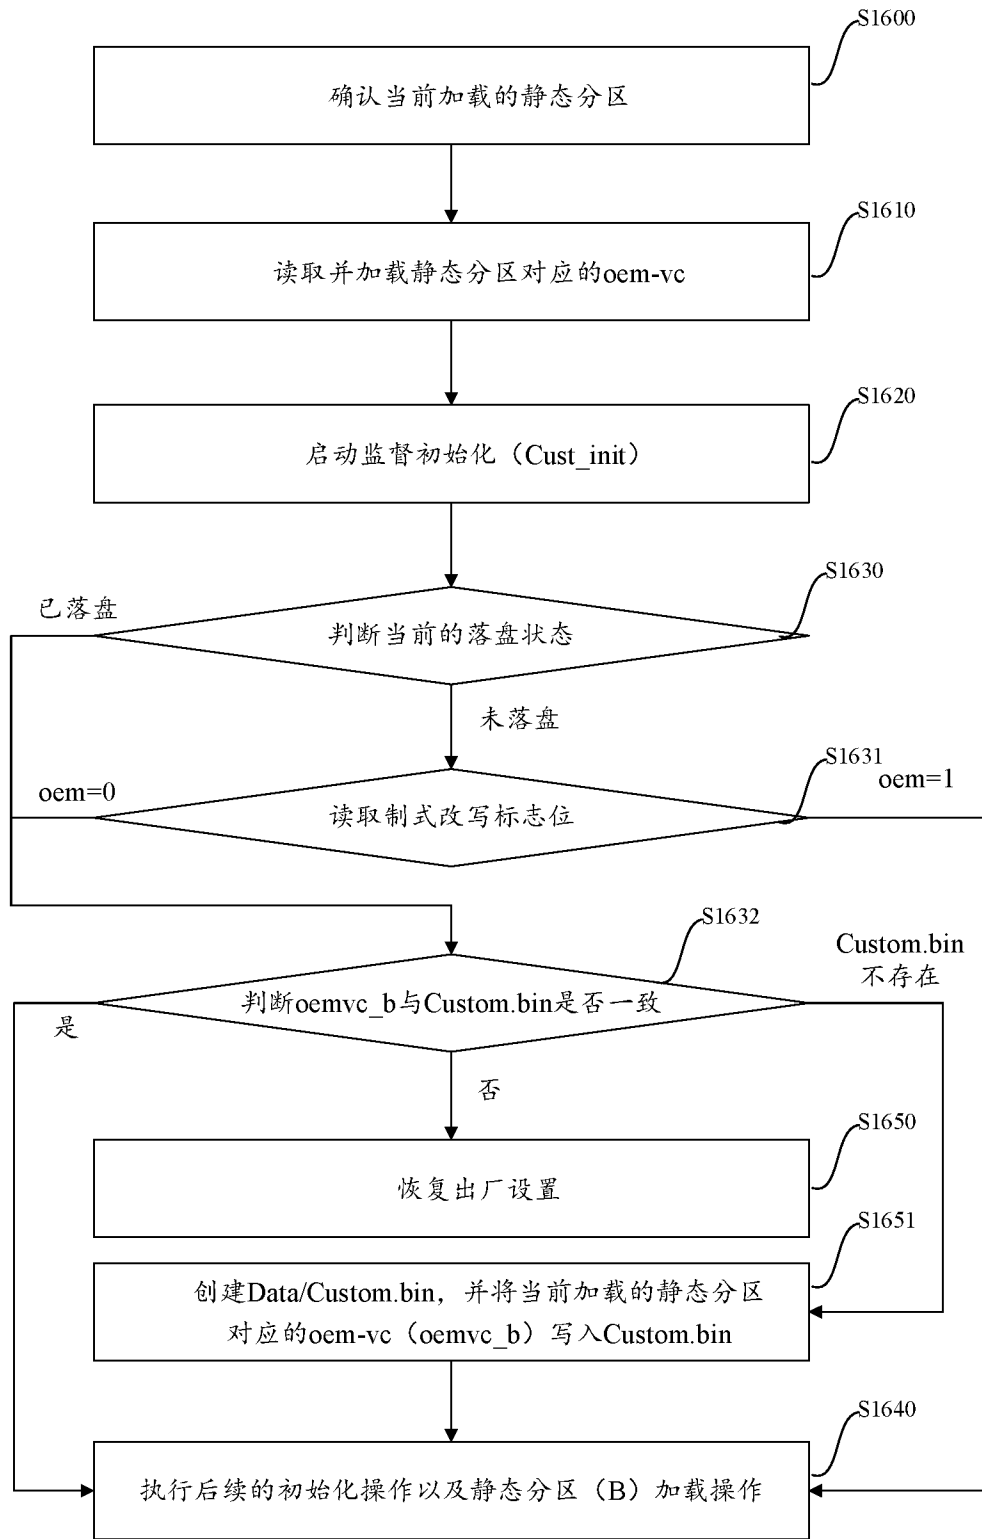 S1600
确认当前加载的静态分区
S1610
读取并加载静态分区对应的oem-vc
S1620
启动监督初始化（Cust_init）
S1630
已落盘
判断当前的落盘状态
未落盘
S1631
oem=0
oem=1
读取制式改写标志位
S1632
Custom.bin
不存在
判断oemvc_b与Custom.bin是否一致
是
否
S1650
恢复出厂设置
S1651
创建Data/Custom.bin，并将当前加载的静态分区
对应的oem-vc（oemvc_b）写入Custom.bin
S1640
执行后续的初始化操作以及静态分区（B）加载操作